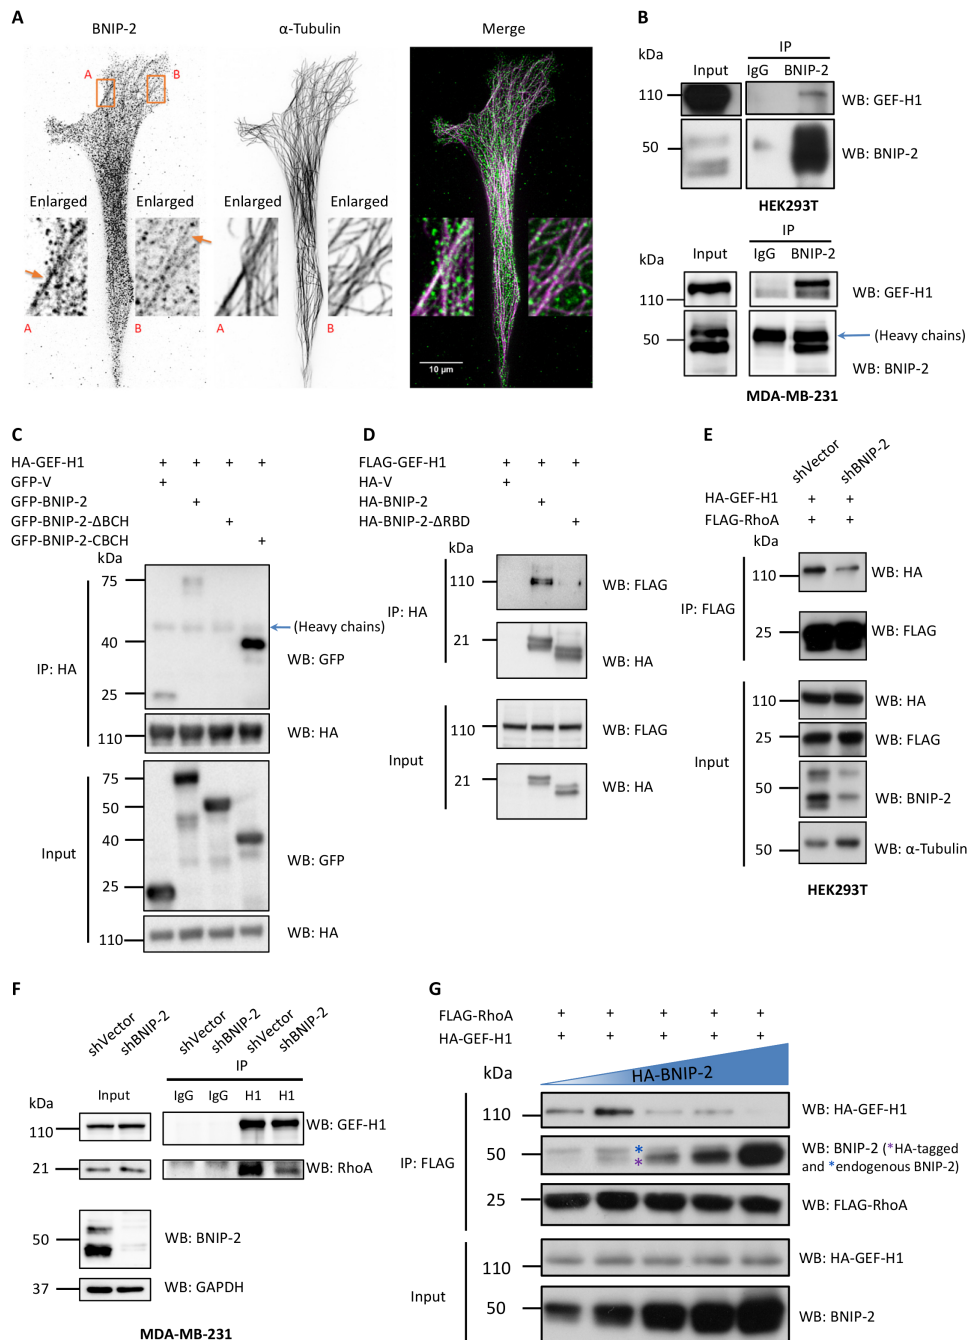 A
BNIP-2
α-Tubulin
Merge
A
B
Enlarged
Enlarged
Enlarged
Enlarged
A
B
A
B
10 μm
B
kDa
Input
IP
IgG BNIP-2
110
WB: GEF-H1
50
WB: BNIP-2
HEK293T
kDa
Input
IP
IgG BNIP-2
WB: GEF-H1
110
50
(Heavy chains)
WB: BNIP-2
MDA-MB-231
C
HA-GEF-H1 + + + +
GFP-V +
GFP-BNIP-2 +
GFP-BNIP-2-ΔBCH +
GFP-BNIP-2-CBCH +
kDa
75
(Heavy chains)
40
WB: GFP
IP: HA
25
110
WB: HA
75
50
40
Input
WB: GFP
25
WB: HA
110
D
FLAG-GEF-H1 + + +
HA-V +
HA-BNIP-2 +
HA-BNIP-2-ΔRBD +
kDa
110
WB: FLAG
IP: HA
21
WB: HA
110
WB: FLAG
Input
21
WB: HA
E
shVector
shBNIP-2
HA-GEF-H1 + +
FLAG-RhoA + +
kDa
110
WB: HA
IP: FLAG
25
WB: FLAG
110
WB: HA
25
WB: FLAG
Input
50
WB: BNIP-2
50
WB: α-Tubulin
HEK293T
F
shVector
shBNIP-2
shVector
shBNIP-2
shVector
shBNIP-2
IP
Input
IgG IgG H1 H1
kDa
110
WB: GEF-H1
21
WB: RhoA
50
WB: BNIP-2
37
WB: GAPDH
MDA-MB-231
G
FLAG-RhoA + + + + +
HA-GEF-H1 + + + + +
kDa
HA-BNIP-2
110
WB: HA-GEF-H1
IP: FLAG
50
*
*
WB: BNIP-2 (*HA-tagged
and *endogenous BNIP-2)
25
WB: FLAG-RhoA
WB: HA-GEF-H1
110
Input
50
WB: BNIP-2